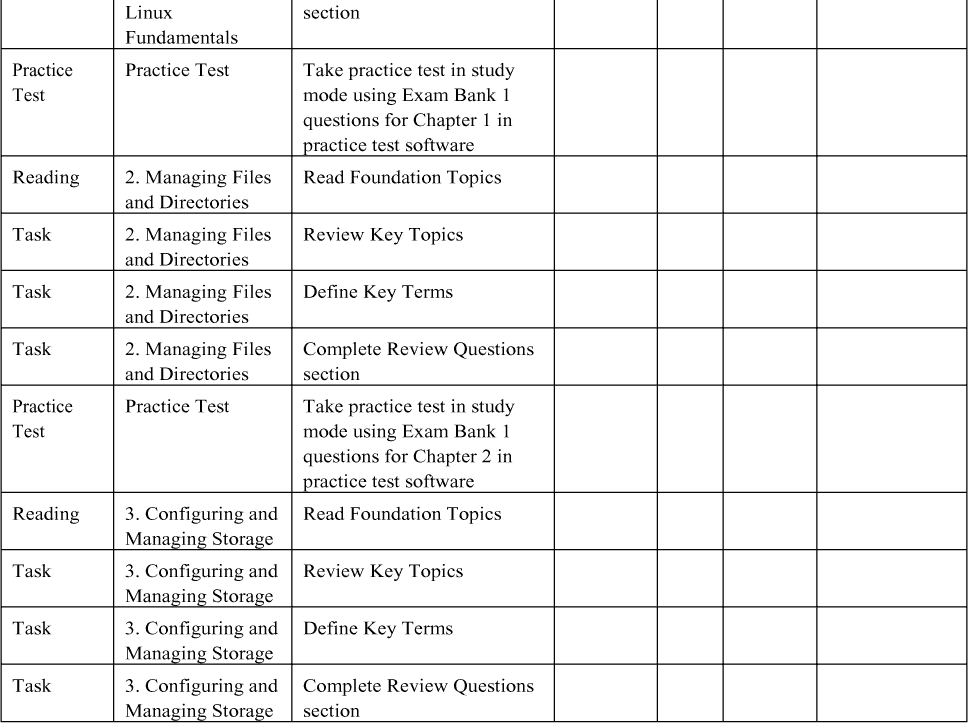 Linux section
Fundamentals
Practice Practice Test Take practice test in study
Test mode using Exam Bank 1
questions for Chapter 1 in
practice test software
Reading 2. Managing Files Read Foundation Topics
and Directories
Task 2. Managing Files Review Key Topics
and Directories
Task 2. Managing Files Define Key Terms
and Directories
Task 2. Managing Files Complete Review Questions
and Directories section
Practice Practice Test Take practice test in study
Test mode using Exam Bank 1
questions for Chapter 2 in
practice test software
Reading 3. Configuring and Read Foundation Topics
Managing Storage
Task 3. Configuring and Review Key Topics
Managing Storage
Task 3. Configuring and Define Key Terms
Managing Storage
Task 3. Configuring and Complete Review Questions
Managing Storage section